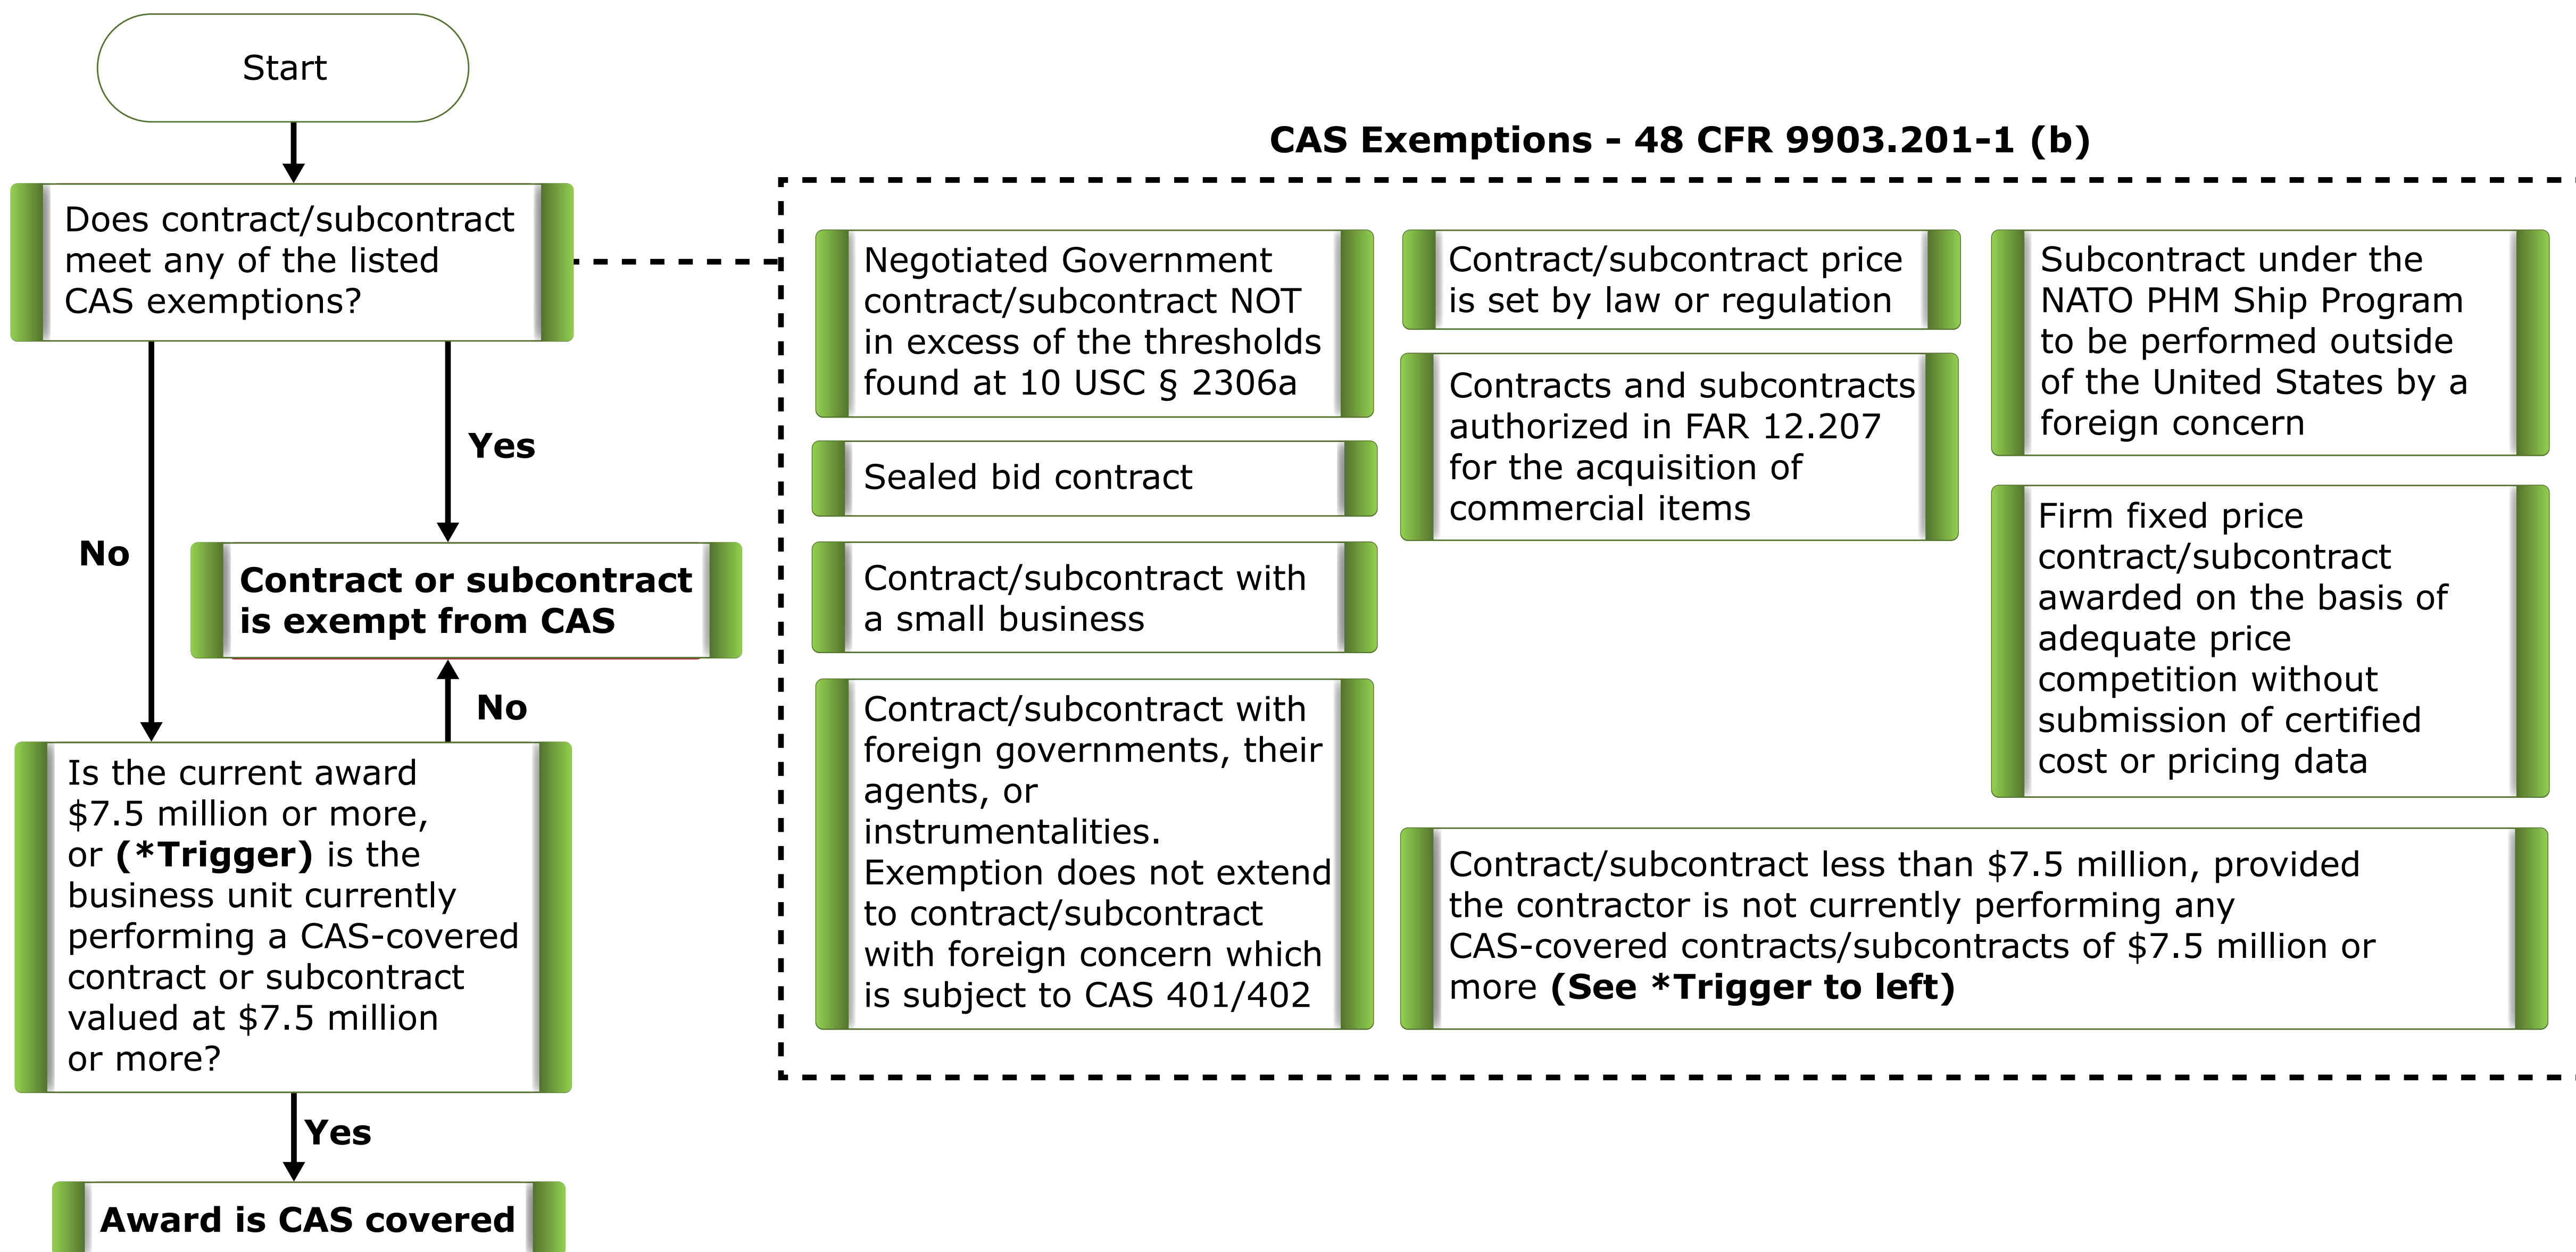 Start
Does contract/subcontract
meet any of the listed
CAS exemptions?
Yes
No
Contract or subcontract
is exempt from CAS
No
Is the current award
$7.5 million or more,
or (*Trigger) is the
business unit currently
performing a CAS-covered
contract or subcontract
valued at $7.5 million
or more?
Yes
Award is CAS covered
CAS Exemptions - 48 CFR 9903.201-1 (b)
Negotiated Government
contract/subcontract NOT
in excess of the thresholds
found at 10 USC § 2306a
Sealed bid contract
Contract/subcontract with
a small business
Contract/subcontract with
foreign governments, their
agents, or
instrumentalities.
Exemption does not extend
to contract/subcontract
with foreign concern which
is subject to CAS 401/402
Contract/subcontract price
is set by law or regulation
Contracts and subcontracts
authorized in FAR 12.207
for the acquisition of
commercial items
Subcontract under the
NATO PHM Ship Program
to be performed outside
of the United States by a
foreign concern
Firm fixed price
contract/subcontract
awarded on the basis of
adequate price
competition without
submission of certified
cost or pricing data
Contract/subcontract less than $7.5 million, provided
the contractor is not currently performing any
CAS-covered contracts/subcontracts of $7.5 million or
more (See *Trigger to left)